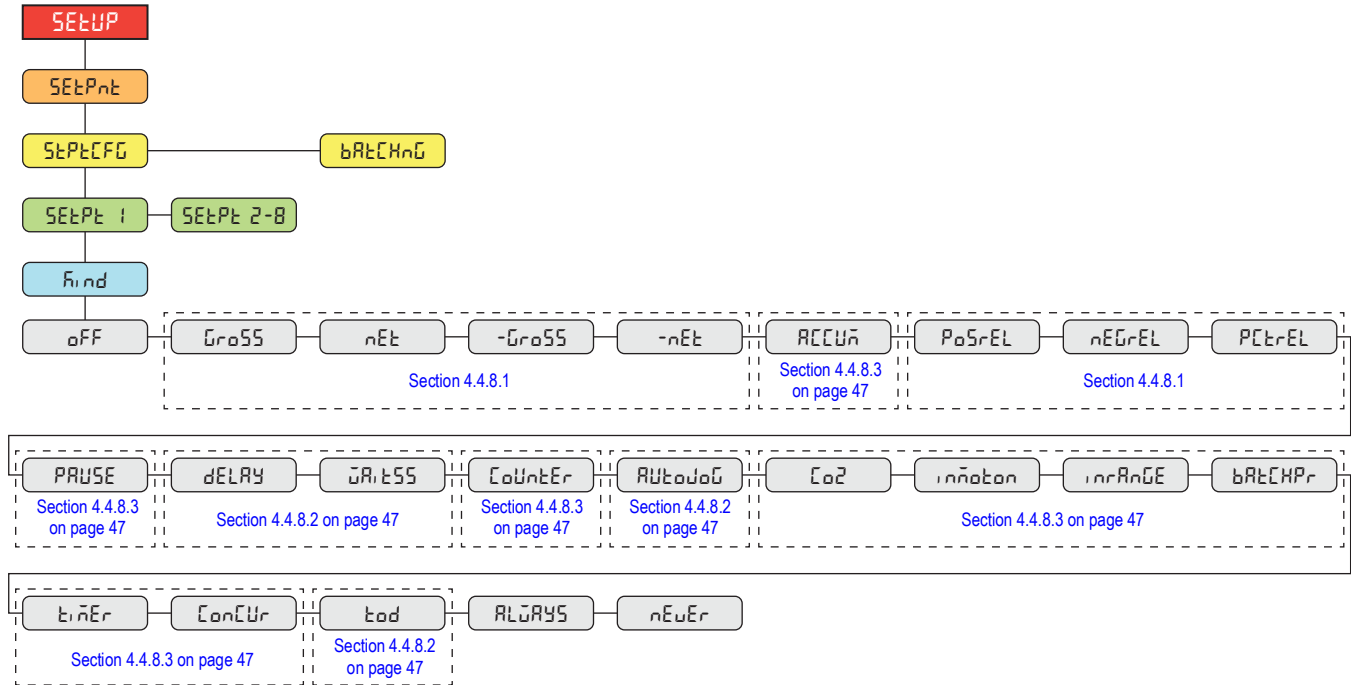 SEtUP
SEtPnt
StPtCFG
bAtCHnG
SEtPt 1
SEtPt 2-8
kind
oFF
GroSS
nEt
-GroSS
-nEt
ACCUM
PoSrEL
nEGrEL
PCtrEL
Section 4.4.8.1
Section 4.4.8.3
on page 47
Section 4.4.8.1
PAUSE
dELAY
WAitSS
CoUntEr
AUtoJoG
CoZ
inMoton
inrAnGE
bAtCHPr
Section 4.4.8.3
on page 47
Section 4.4.8.2 on page 47
Section 4.4.8.3
on page 47
Section 4.4.8.2
on page 47
Section 4.4.8.3 on page 47
tiMEr
ConCUr
tod
ALWAYS
nEvEr
Section 4.4.8.3 on page 47
Section 4.4.8.2
on page 47